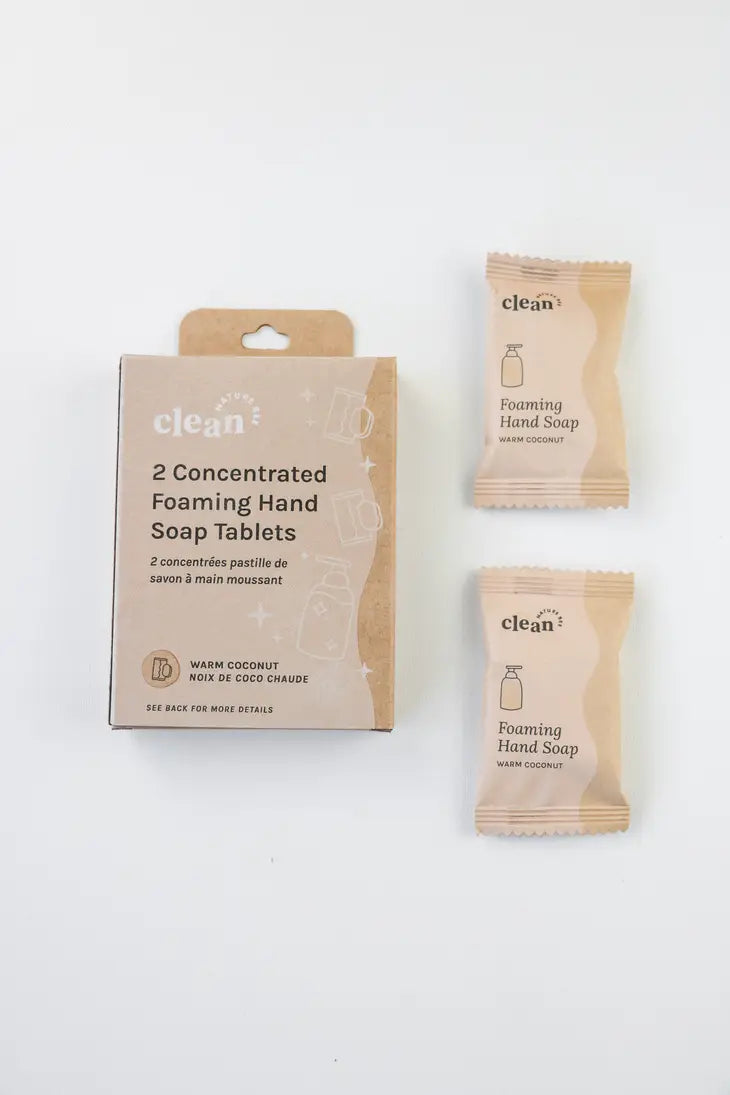 clean
NATURE BEE
2 Concentrated
Foaming Hand
Soap Tablets
2 concentrées pastille de
savon à main moussant
WARM COCONUT
NOIX DE COCO CHAUDE
SEE BACK FOR MORE DETAILS
clean
NATURE BEE
Foaming
Hand Soap
WARM COCONUT
clean
NATURE BEE
Foaming
Hand Soap
WARM COCONUT